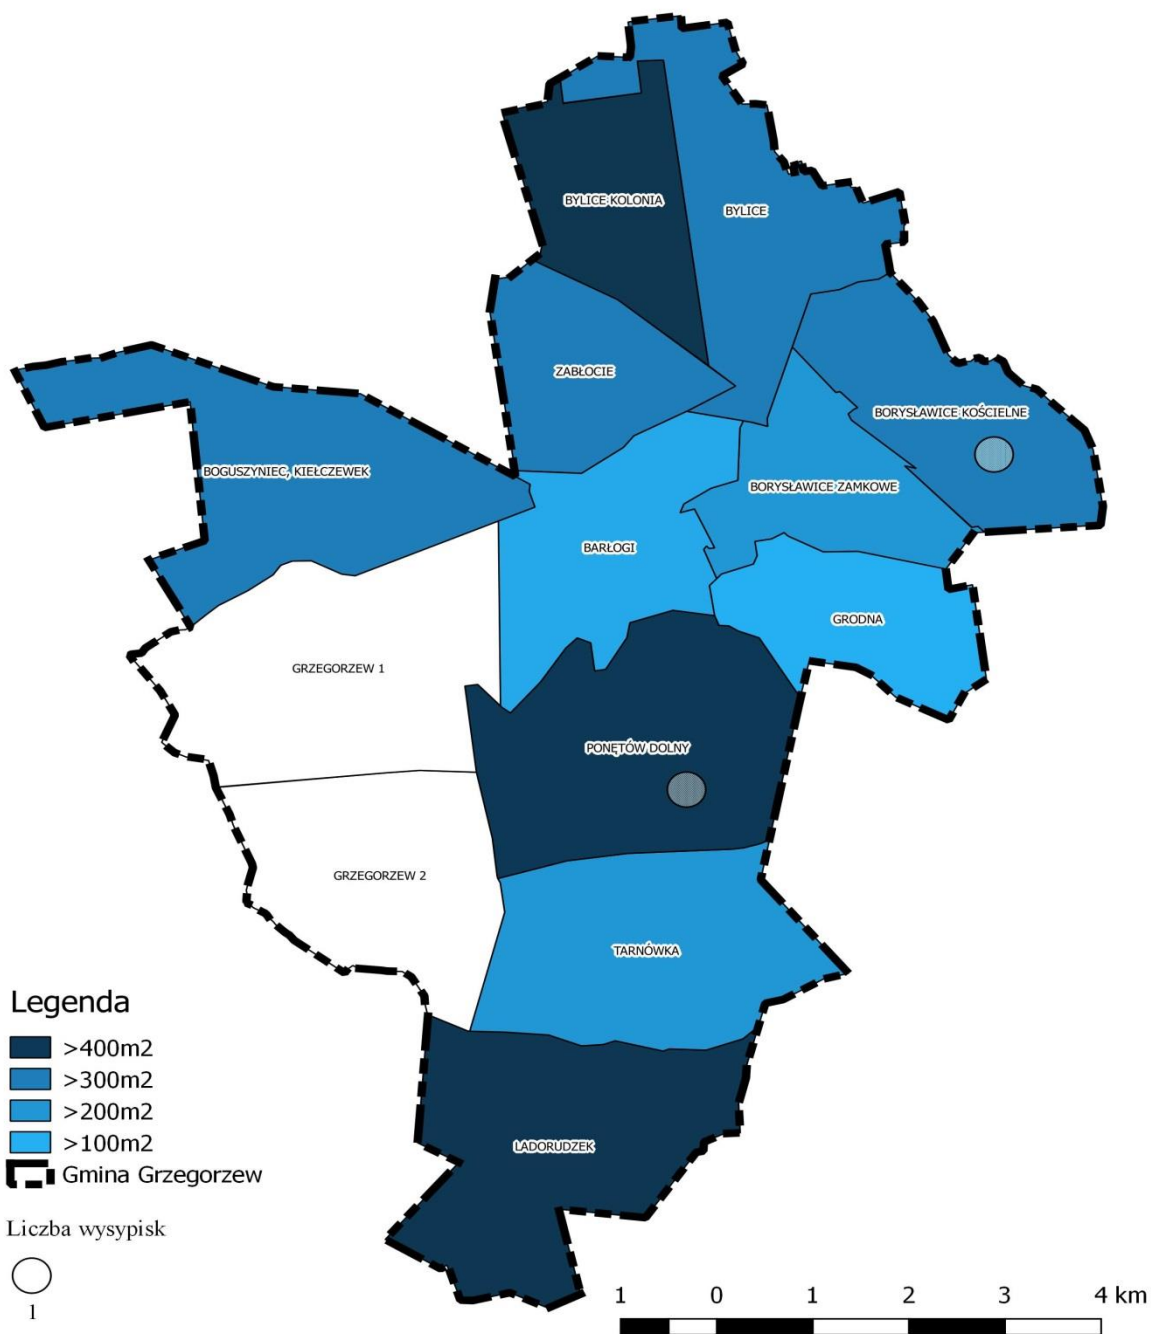 BYLICE KOLONIA
BYLICE
ZABŁOCIE
BORYSŁAWICE KOŚCIELNE
BOGUSZYNIEC, KIEŁCZEWEK
BORYSŁAWICE ZAMKOWE
BARŁOGI
GRODNA
GRZEGORZEW 1
PONĘTÓW DOLNY
GRZEGORZEW 2
TARNÓWKA
LADORUDZEK
Legenda
>400m2
>300m2
>200m2
>100m2
Gmina Grzegorzew
Liczba wysypisk
1
1 0 1 2 3 4 km